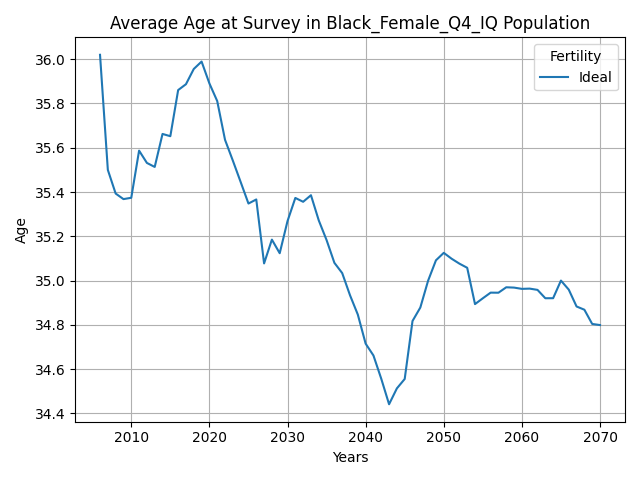 Average Age at Survey in Black_Female_Q4_IQ Population
Fertility
Ideal
36.0
35.8
35.6
35.4
35.2
35.0
34.8
34.6
34.4
Age
2010 2020 2030 2040 2050 2060 2070
Years